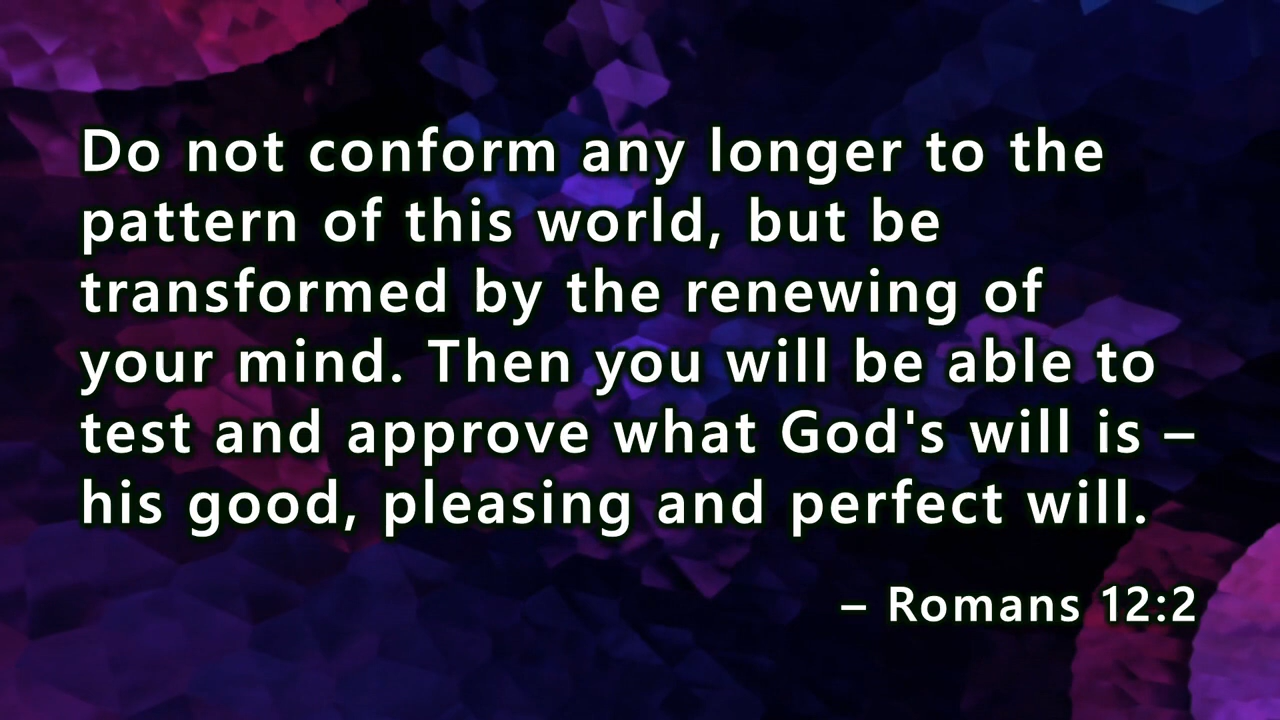 Do not conform any longer to the
pattern of this world, but be
transformed by the renewing of
your mind. Then you will be able to
test and approve what God's will is –
his good, pleasing and perfect will.
– Romans 12:2